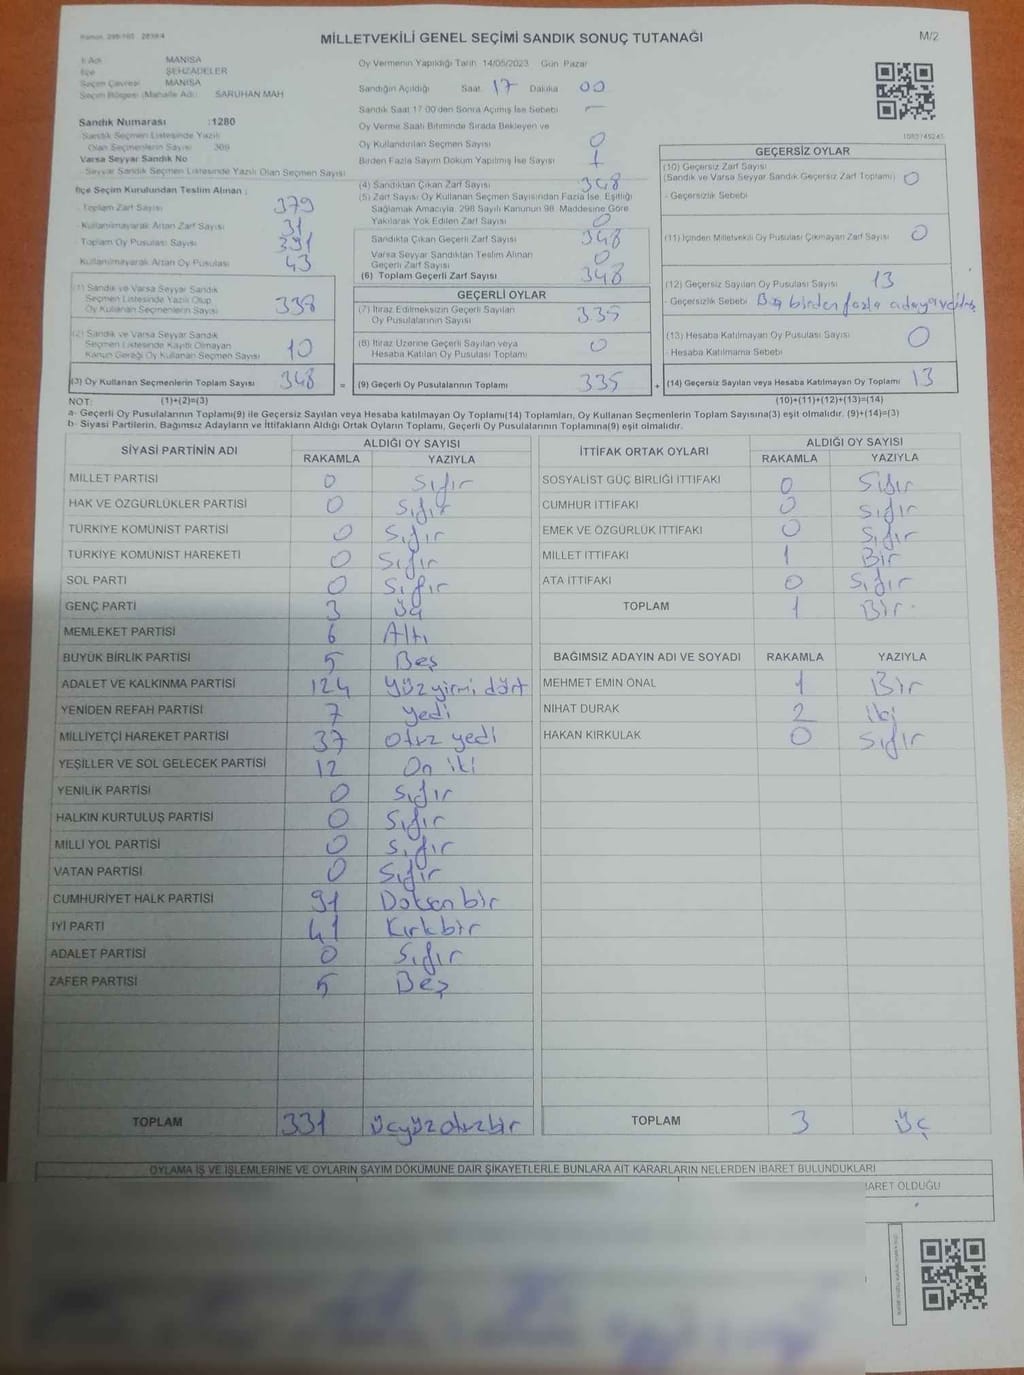 MİLLETVEKİLİ GENEL SEÇİMİ SANDIK SONUÇ TUTANAĞI
M/2
İl Adı MANİSA
İlçe ŞEHZADELER
Seçim Çevresi MANİSA
Seçim Bölgesi (Mahalle Adı) SARUHAN MAH
Sandık Numarası :1280
Sandık Seçmen Listesinde Yazılı
Olan Seçmenlerin Sayısı 369
Varsa Seyyar Sandık No
Seyyar Sandık Seçmen Listesinde Yazılı Olan Seçmen Sayısı
İlçe Seçim Kurulundan Teslim Alınan ;
- Toplam Zarf Sayısı 379
- Kullanılmayarak Artan Zarf Sayısı 31
- Toplam Oy Pusulası Sayısı 391
Kullanılmayarak Artan Oy Pusulası 43
(1) Sandık ve Varsa Seyyar Sandık
Seçmen Listesinde Yazılı Olup
Oy Kullanan Seçmenlerin Sayısı 338
(2) Sandık ve Varsa Seyyar Sandık
Seçmen Listesinde Kayıtlı Olmayan
Kanun Gereği Oy Kullanan Seçmen Sayısı 10
(3) Oy Kullanan Seçmenlerin Toplam Sayısı 348 =
Oy Vermenin Yapıldığı Tarih 14/05/2023 Gün Pazar
Sandığın Açıldığı Saat 17 Dakika 00
Sandık Saat 17 00'den Sonra Açılmış İse Sebebi —
Oy Verme Saati Bitiminde Sırada Bekleyen ve
Oy Kullandırılan Seçmen Sayısı 0
Birden Fazla Sayım Döküm Yapılmış İse Sayısı 1
(4) Sandıktan Çıkan Zarf Sayısı 348
(5) Zarf Sayısı Oy Kullanan Seçmen Sayısından Fazla İse, Eşitliği
Sağlamak Amacıyla, 298 Sayılı Kanunun 98. Maddesine Göre
Yakılarak Yok Edilen Zarf Sayısı 0
Sandıkta Çıkan Geçerli Zarf Sayısı 348
Varsa Seyyar Sandıktan Teslim Alınan
Geçerli Zarf Sayısı 0
(6) Toplam Geçerli Zarf Sayısı 348
GEÇERLİ OYLAR
(7) İtiraz Edilmeksizin Geçerli Sayılan
Oy Pusulalarının Sayısı 335
(8) İtiraz Üzerine Geçerli Sayılan veya
Hesaba Katılan Oy Pusulası Toplamı 0
(9) Geçerli Oy Pusulalarının Toplamı 335 +
GEÇERSİZ OYLAR
(10) Geçersiz Zarf Sayısı
(Sandık ve Varsa Seyyar Sandık Geçersiz Zarf Toplamı) 0
- Geçersizlik Sebebi
(11) İçinden Milletvekili Oy Pusulası Çıkmayan Zarf Sayısı 0
(12) Geçersiz Sayılan Oy Pusulası Sayısı 13
- Geçersizlik Sebebi birden fazla adaya
(13) Hesaba Katılmayan Oy Pusulası Sayısı 0
- Hesaba Katılmama Sebebi
(14) Geçersiz Sayılan veya Hesaba Katılmayan Oy Toplamı 13
NOT: (1)+(2)=(3) (10)+(11)+(12)+(13)=(14)
a- Geçerli Oy Pusulalarının Toplamı(9) ile Geçersiz Sayılan veya Hesaba katılmayan Oy Toplamı(14) Toplamları, Oy Kullanan Seçmenlerin Toplam Sayısına(3) eşit olmalıdır. (9)+(14)=(3)
b- Siyasi Partilerin, Bağımsız Adayların ve İttifakların Aldığı Ortak Oyların Toplamı, Geçerli Oy Pusulalarının Toplamına(9) eşit olmalıdır.
SİYASİ PARTİNİN ADI ALDIĞI OY SAYISI
RAKAMLA YAZIYLA
MİLLET PARTİSİ 0 Sıfır
HAK VE ÖZGÜRLÜKLER PARTİSİ 0 Sıfır
TÜRKİYE KOMÜNİST PARTİSİ 0 Sıfır
TÜRKİYE KOMÜNİST HAREKETİ 0 Sıfır
SOL PARTİ 0 Sıfır
GENÇ PARTİ 3 Üç
MEMLEKET PARTİSİ 6 Altı
BÜYÜK BİRLİK PARTİSİ 5 Beş
ADALET VE KALKINMA PARTİSİ 124 Yüzyirmi dört
YENİDEN REFAH PARTİSİ 7 Yedi
MİLLİYETÇİ HAREKET PARTİSİ 37 Otuz yedi
YEŞİLLER VE SOL GELECEK PARTİSİ 12 On iki
YENİLİK PARTİSİ 0 Sıfır
HALKIN KURTULUŞ PARTİSİ 0 Sıfır
MİLLİ YOL PARTİSİ 0 Sıfır
VATAN PARTİSİ 0 Sıfır
CUMHURİYET HALK PARTİSİ 91 Doksan bir
İYİ PARTİ 41 Kırkbir
ADALET PARTİSİ 0 Sıfır
ZAFER PARTİSİ 5 Beş
TOPLAM 331 Üçyüzotuzbir
İTTİFAK ORTAK OYLARI ALDIĞI OY SAYISI
RAKAMLA YAZIYLA
SOSYALİST GÜÇ BİRLİĞİ İTTİFAKI 0 Sıfır
CUMHUR İTTİFAKI 0 Sıfır
EMEK VE ÖZGÜRLÜK İTTİFAKI 0 Sıfır
MİLLET İTTİFAKI 1 Bir
ATA İTTİFAKI 0 Sıfır
TOPLAM 1 Bir
BAĞIMSIZ ADAYIN ADI VE SOYADI RAKAMLA YAZIYLA
MEHMET EMİN ÖNAL 1 Bir
NİHAT DURAK 2 iki
HAKAN KIRKULAK 0 Sıfır
TOPLAM 3 Üç
OYLAMA İŞ VE İŞLEMLERİNE VE OYLARIN SAYIM DÖKÜMÜNE DAİR ŞİKAYETLERLE BUNLARA AİT KARARLARIN NELERDEN İBARET BULUNDUKLARI
BARET OLDUĞU